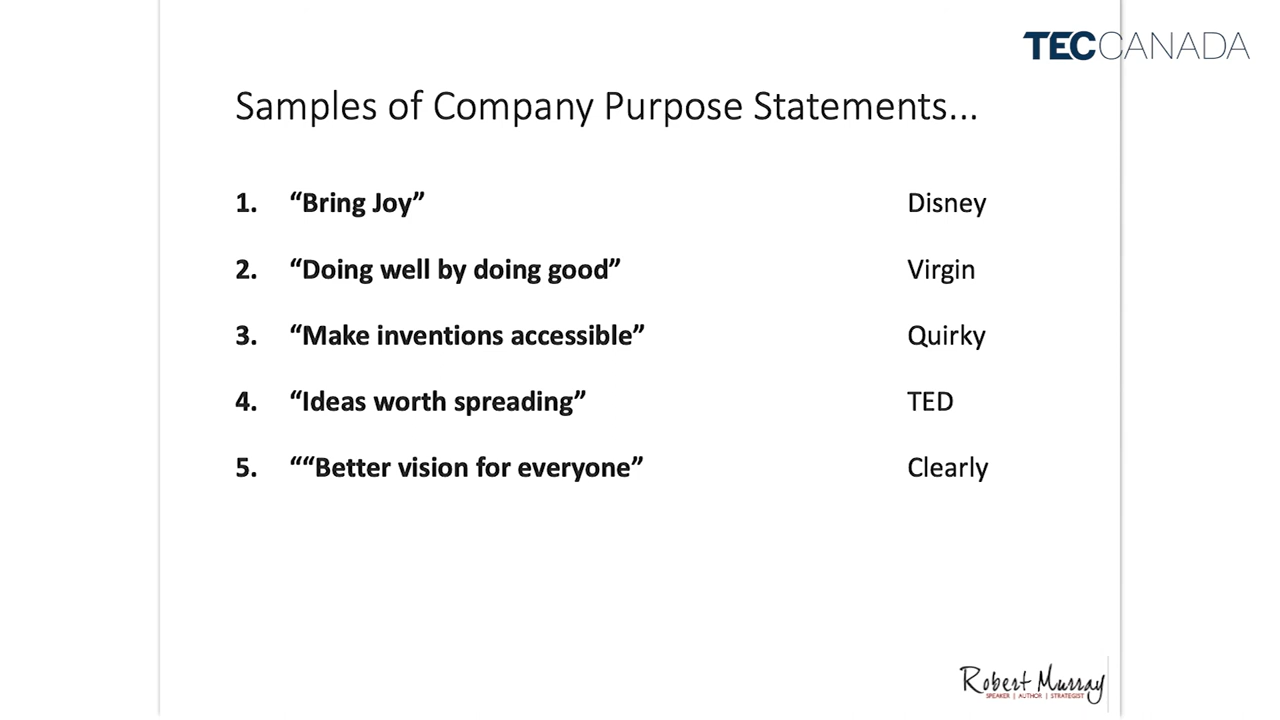 TECCANADA
Samples of Company Purpose Statements...
1. “Bring Joy” Disney
2. “Doing well by doing good” Virgin
3. “Make inventions accessible” Quirky
4. “Ideas worth spreading” TED
5. ““Better vision for everyone” Clearly
Robert Murray
SPEAKER | AUTHOR | STRATEGIST